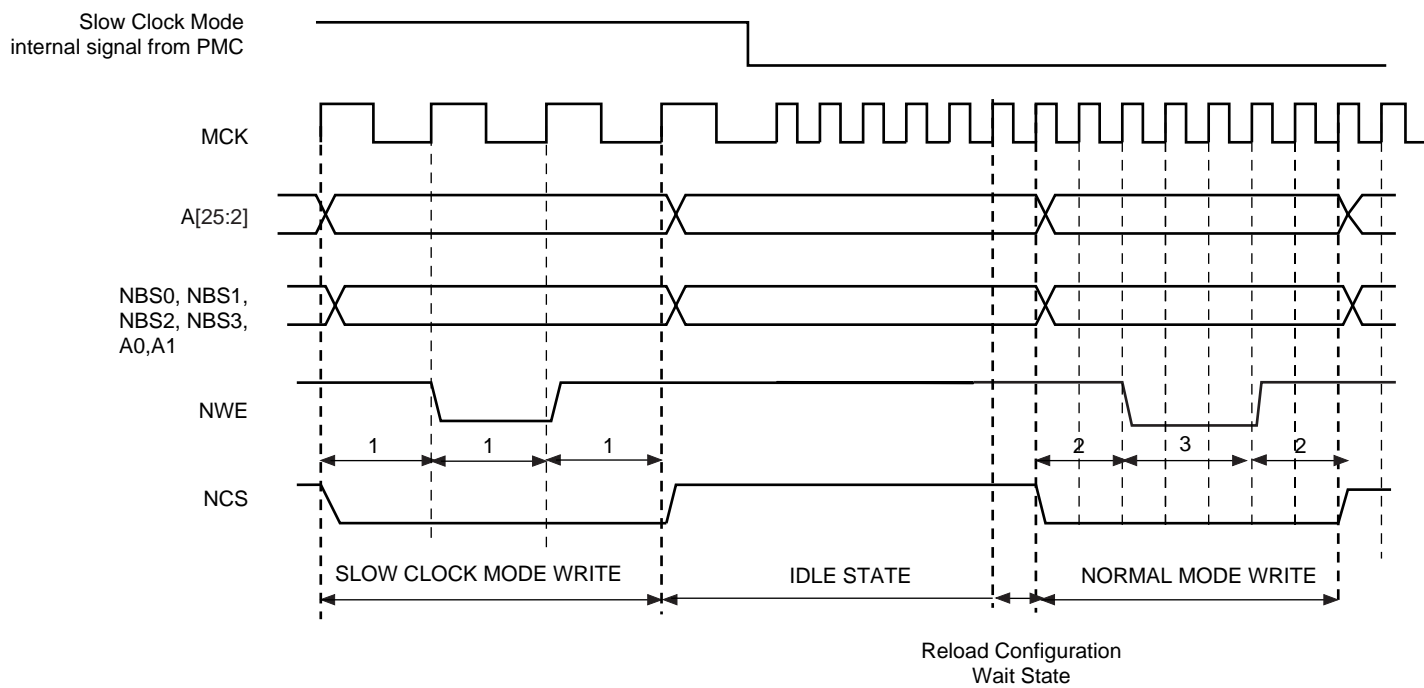 Slow Clock Mode
internal signal from PMC
MCK
A[25:2]
NBS0, NBS1,
NBS2, NBS3,
A0,A1
NWE
1 1 1 2 3 2
NCS
SLOW CLOCK MODE WRITE IDLE STATE NORMAL MODE WRITE
Reload Configuration
Wait State